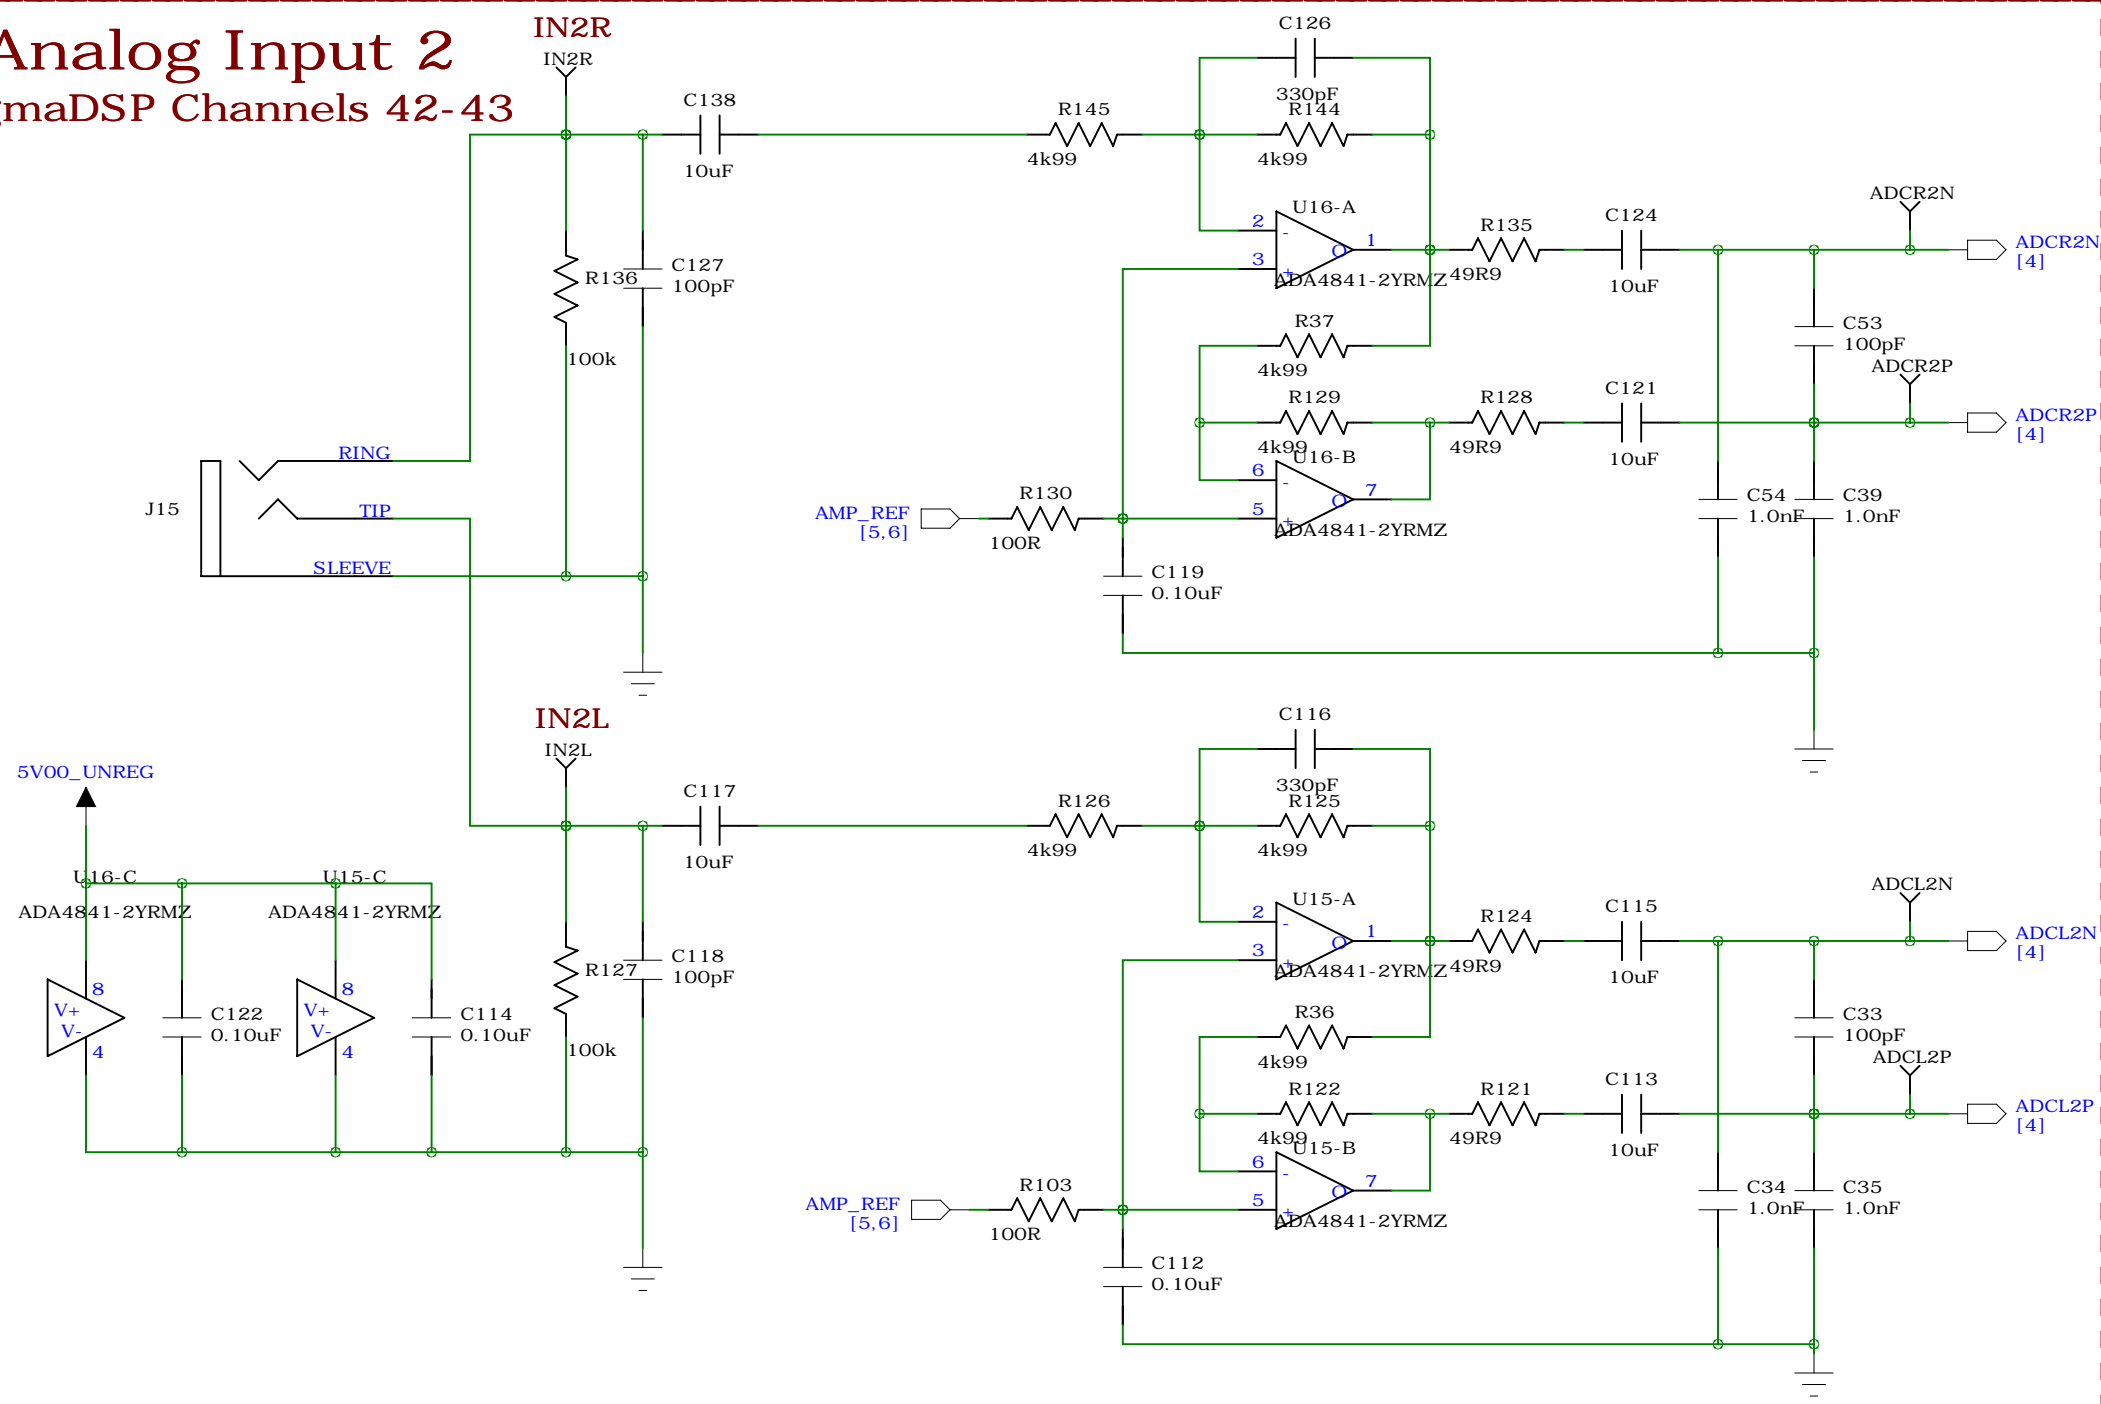 Analog Input 2
gmaDSP Channels 42-43
IN2R
IN2R
C138
10uF
R145
4k99
C126
330pF
R144
4k99
R136
100k
C127
100pF
U16-A
2
3
1
-
+
O
ADA4841-2YRMZ
R135
49R9
C124
10uF
ADCR2N
ADCR2N
[4]
R37
4k99
C53
100pF
ADCR2P
R129
4k99
R128
49R9
C121
10uF
ADCR2P
[4]
J15
RING
TIP
SLEEVE
U16-B
6
5
7
-
+
O
ADA4841-2YRMZ
AMP_REF
[5,6]
R130
100R
C54
1.0nF
C39
1.0nF
C119
0.10uF
IN2L
IN2L
C117
10uF
R126
4k99
C116
330pF
R125
4k99
5V00_UNREG
U16-C
ADA4841-2YRMZ
U15-C
ADA4841-2YRMZ
8
V+
V-
4
C122
0.10uF
8
V+
V-
4
C114
0.10uF
R127
100k
C118
100pF
U15-A
2
3
1
-
+
O
ADA4841-2YRMZ
R124
49R9
C115
10uF
ADCL2N
ADCL2N
[4]
R36
4k99
C33
100pF
ADCL2P
R122
4k99
R121
49R9
C113
10uF
ADCL2P
[4]
U15-B
6
5
7
-
+
O
ADA4841-2YRMZ
AMP_REF
[5,6]
R103
100R
C34
1.0nF
C35
1.0nF
C112
0.10uF